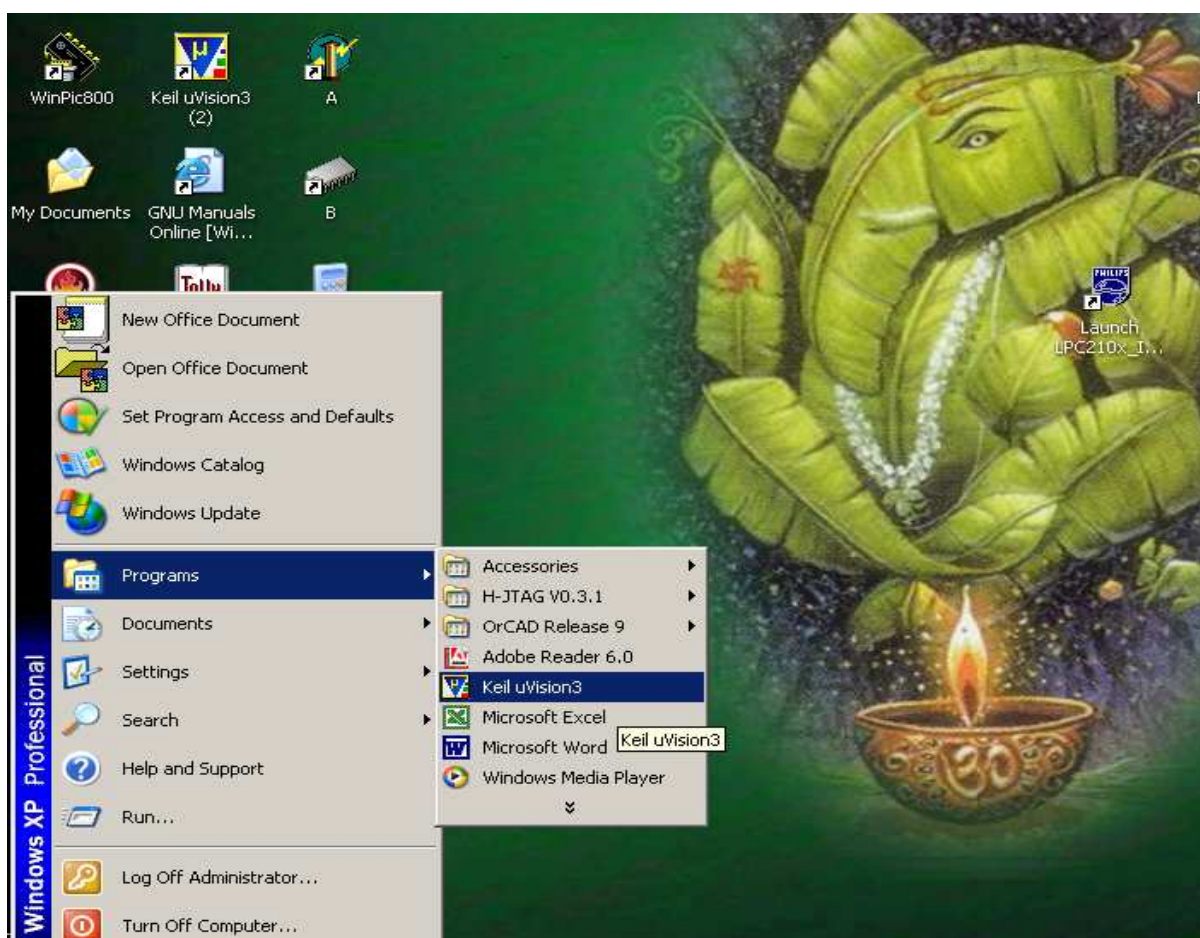 WinPic800
Keil uVision3
(2)
A
My Documents
GNU Manuals
Online [Wi...
B
Tally
PHILIPS
Launch
LPC210x_I...
New Office Document
Open Office Document
Set Program Access and Defaults
Windows Catalog
Windows Update
Programs
Documents
Settings
Search
Help and Support
Run...
Log Off Administrator...
Turn Off Computer...
Windows XP Professional
Accessories
H-JTAG V0.3.1
OrCAD Release 9
Adobe Reader 6.0
Keil uVision3
Microsoft Excel
Microsoft Word
Windows Media Player
Keil uVision3